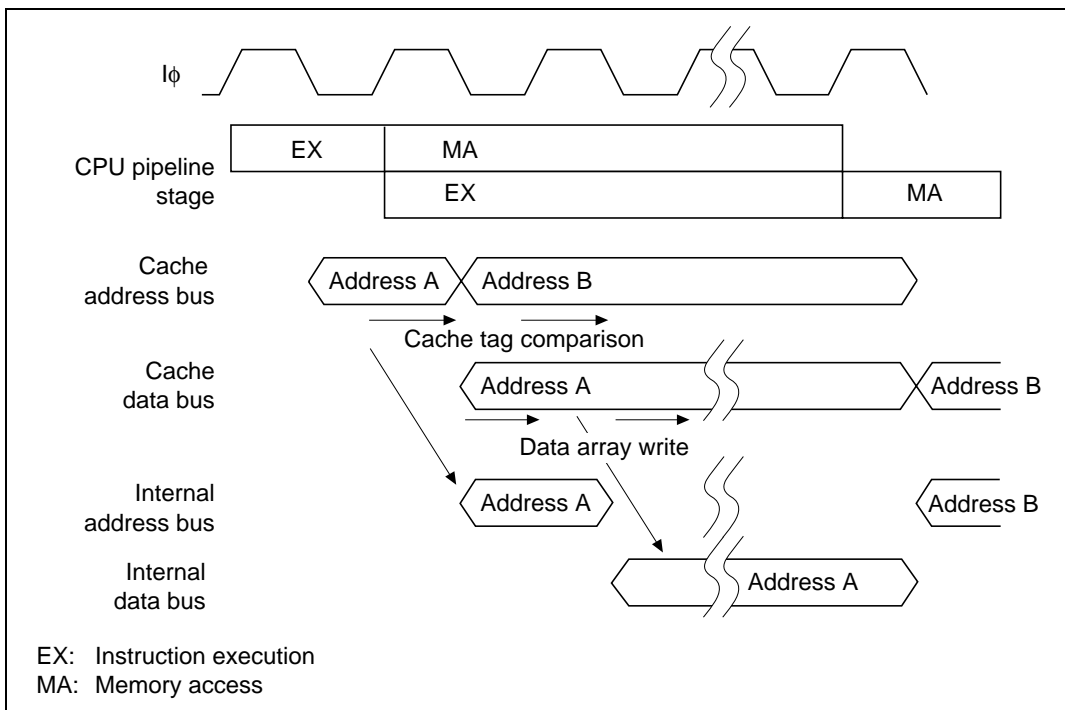 Iϕ
CPU pipeline
stage
EX
MA
EX
MA
Cache
address bus
Address A
Address B
Cache tag comparison
Cache
data bus
Address A
Address B
Data array write
Internal
address bus
Address A
Address B
Internal
data bus
Address A
EX: Instruction execution
MA: Memory access